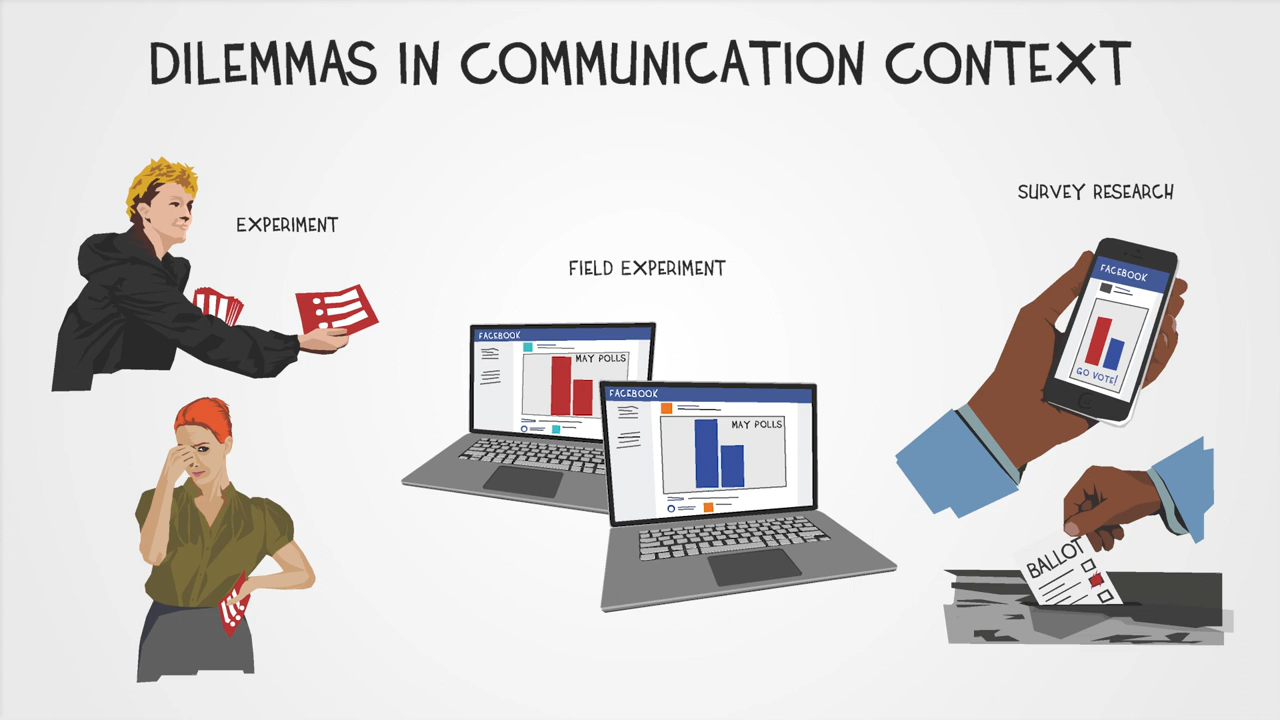 DILEMMAS IN COMMUNICATION CONTEXT
EXPERIMENT
FIELD EXPERIMENT
SURVEY RESEARCH
FACEBOOK
MAY POLLS
FACEBOOK
MAY POLLS
FACEBOOK
GO VOTE!
BALLOT